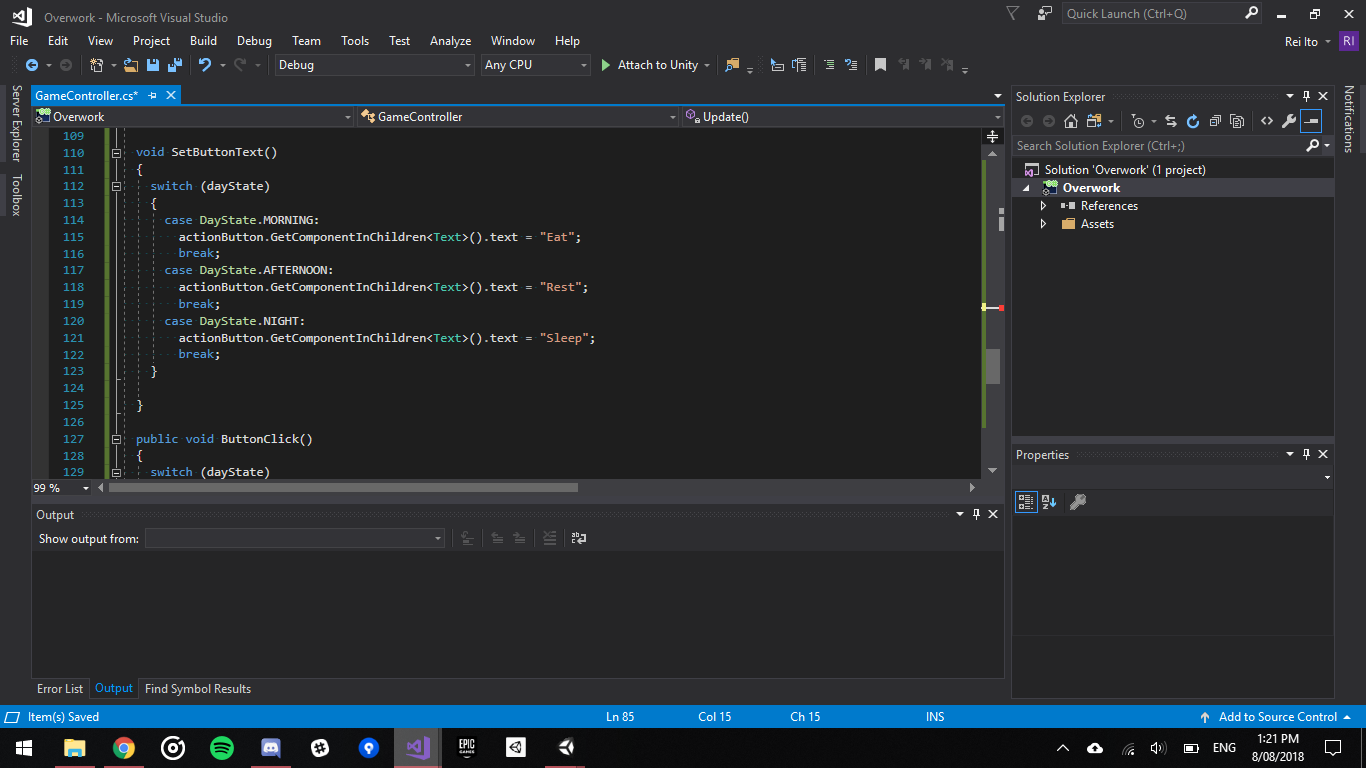 Overwork - Microsoft Visual Studio
Quick Launch (Ctrl+Q)
File Edit View Project Build Debug Team Tools Test Analyze Window Help
Rei Ito RI
Debug Any CPU Attach to Unity
Server Explorer
Toolbox
GameController.cs*
Overwork GameController Update()
109
110 void SetButtonText()
111 {
112 switch (dayState)
113 {
114 case DayState.MORNING:
115 actionButton.GetComponentInChildren<Text>().text = "Eat";
116 break;
117 case DayState.AFTERNOON:
118 actionButton.GetComponentInChildren<Text>().text = "Rest";
119 break;
120 case DayState.NIGHT:
121 actionButton.GetComponentInChildren<Text>().text = "Sleep";
122 break;
123 }
124
125 }
126
127 public void ButtonClick()
128 {
129 switch (dayState)
99 %
Output
Show output from:
Error List Output Find Symbol Results
Solution Explorer
Search Solution Explorer (Ctrl+;)
Solution 'Overwork' (1 project)
Overwork
References
Assets
Properties
Notifications
Item(s) Saved Ln 85 Col 15 Ch 15 INS Add to Source Control
EPIC
GAMES
ENG
1:21 PM
8/08/2018